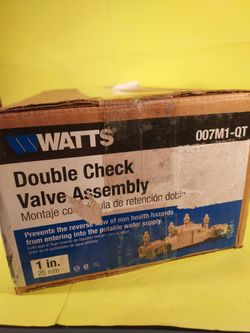 WATTS
007M1-QT
Double Check
Valve Assembly
Montaje con válvula de retención doble
Prevents the reverse flow of non health hazards
from entering into the potable water supply.
1 in.
25 mm